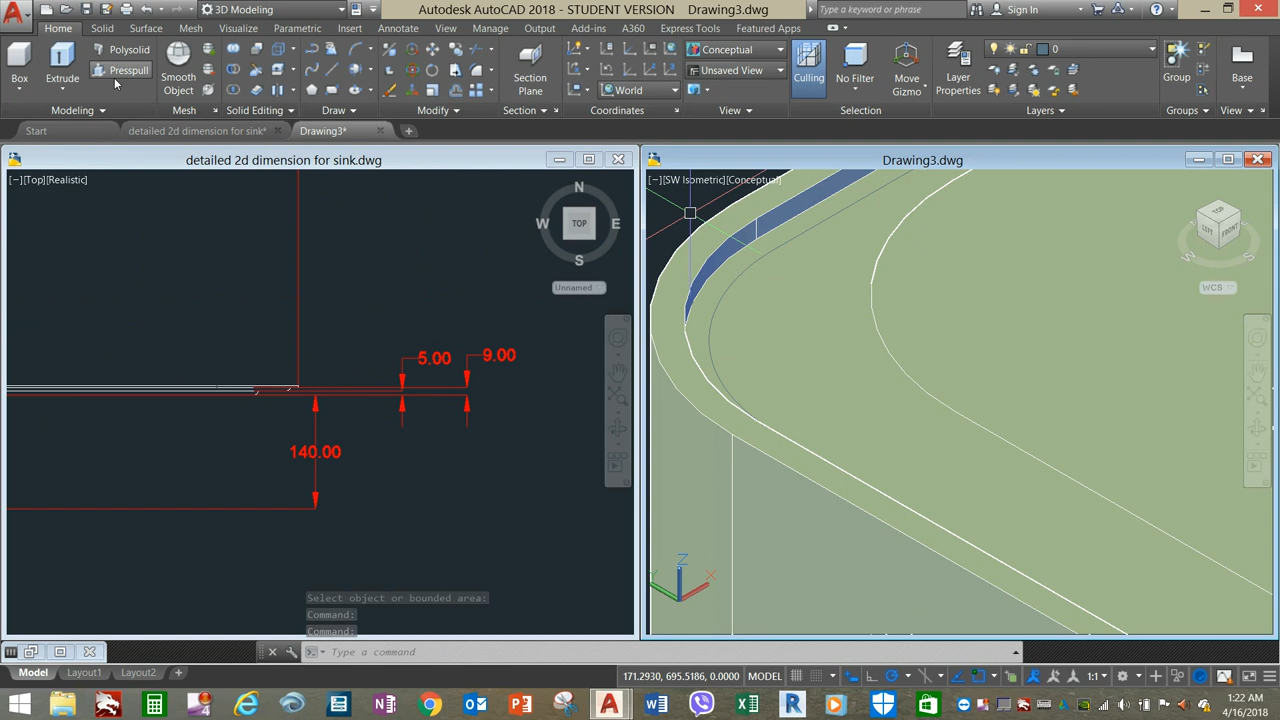 3D Modeling
Autodesk AutoCAD 2018 - STUDENT VERSION Drawing3.dwg
Type a keyword or phrase
Sign In
Home Solid Surface Mesh Visualize Parametric Insert Annotate View Manage Output Add-ins A360 Express Tools Featured Apps
Box
Extrude
Polysolid
Presspull
Smooth Object
Section Plane
World
Conceptual
Unsaved View
Culling
No Filter
Move Gizmo
Layer Properties
0
Group
Base
Modeling Mesh Solid Editing Draw Modify Section Coordinates View Selection Layers Groups View
Start detailed 2d dimension for sink* Drawing3*
detailed 2d dimension for sink.dwg
[−][Top][Realistic]
N
W TOP E
S
Unnamed
5.00
9.00
140.00
Select object or bounded area:
Command:
Command:
Drawing3.dwg
[−][SW Isometric][Conceptual]
TOP
LEFT FRONT
W S
WCS
Z
Y X
Type a command
Model Layout1 Layout2
171.2930, 695.5186, 0.0000 MODEL
1:1
1:22 AM
4/16/2018